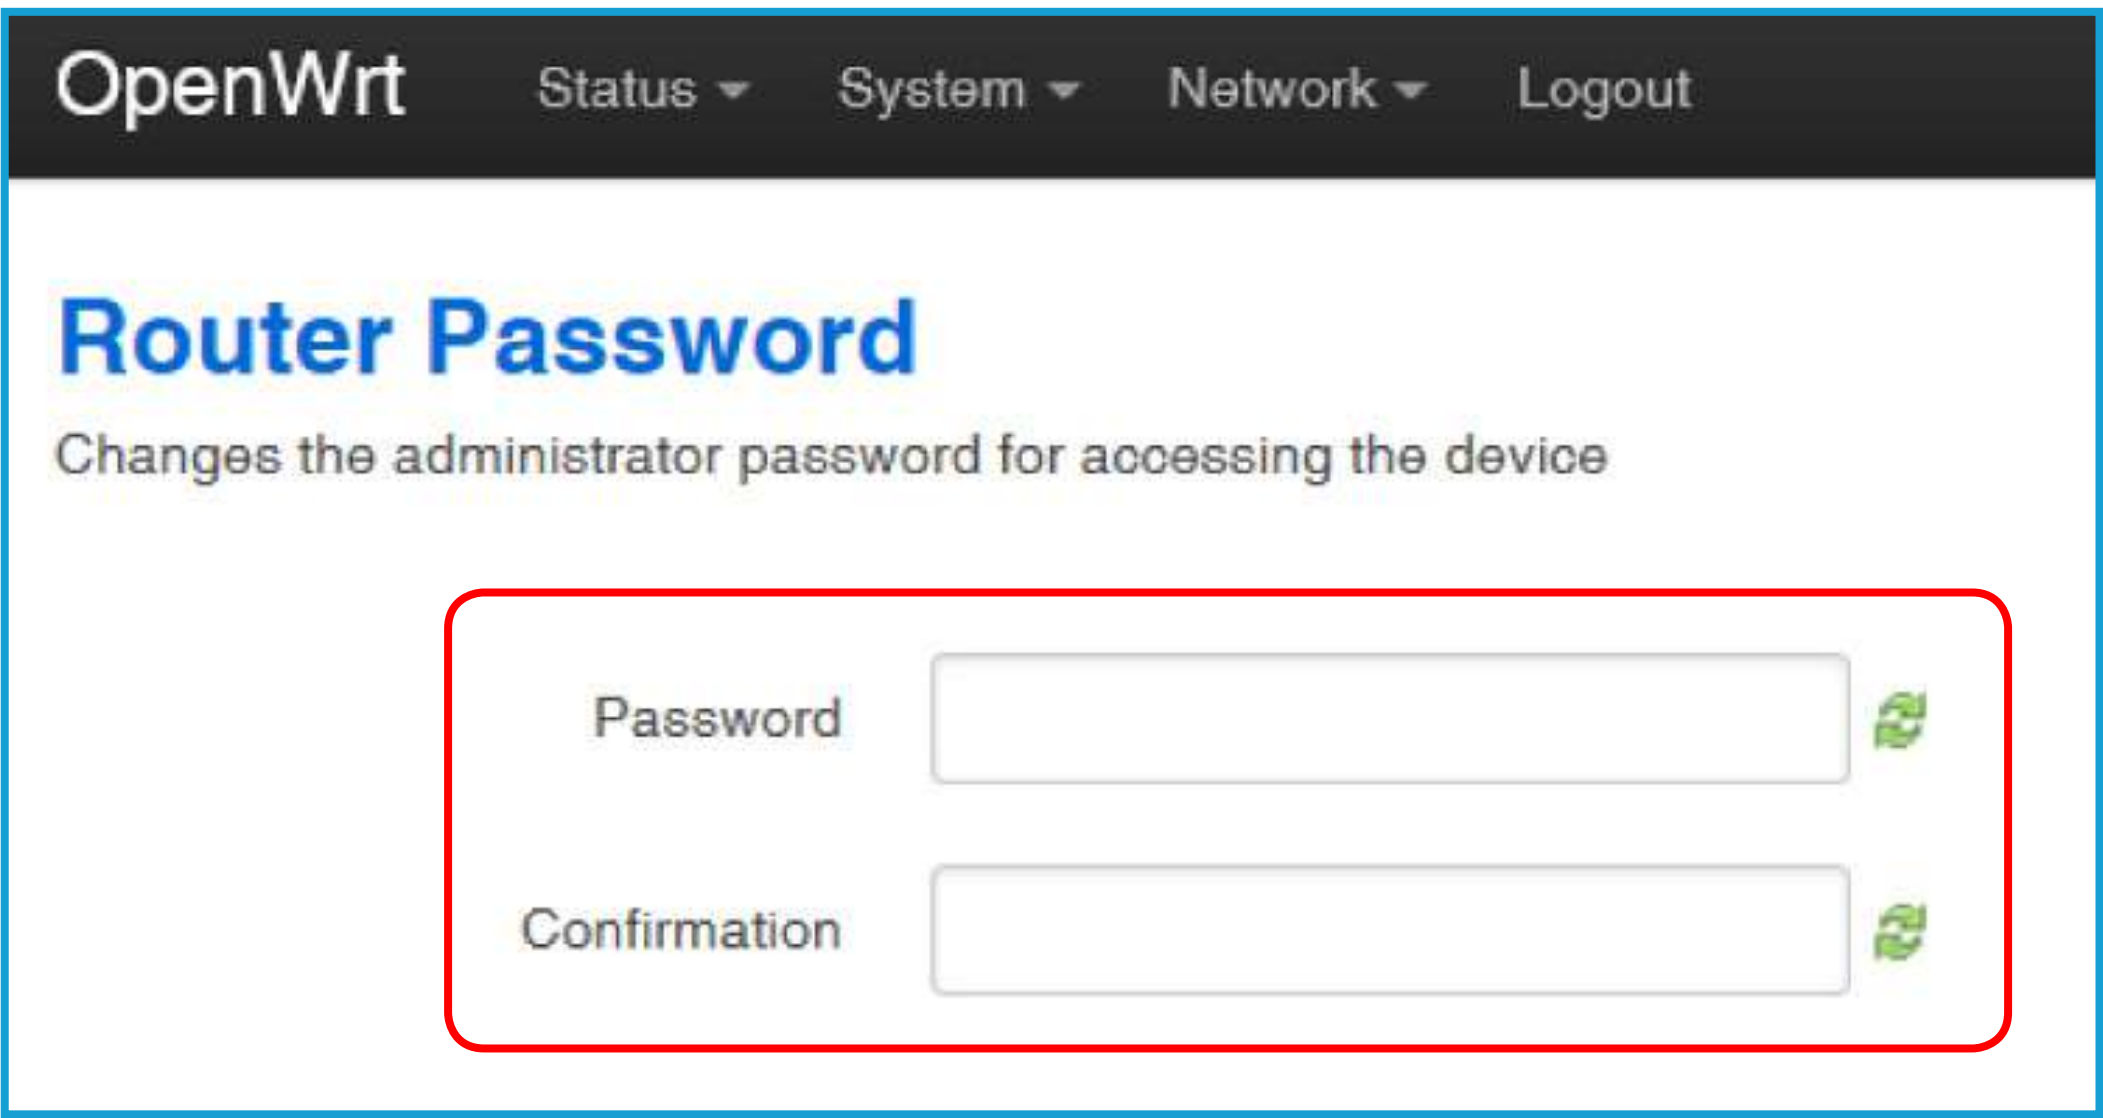 OpenWrt Status System Network Logout
Router Password
Changes the administrator password for accessing the device
Password
Confirmation